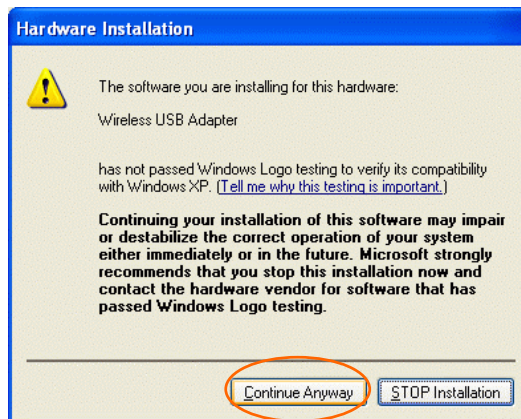 Hardware Installation
The software you are installing for this hardware:
Wireless USB Adapter
has not passed Windows Logo testing to verify its compatibility
with Windows XP. (Tell me why this testing is important.)
Continuing your installation of this software may impair
or destabilize the correct operation of your system
either immediately or in the future. Microsoft strongly
recommends that you stop this installation now and
contact the hardware vendor for software that has
passed Windows Logo testing.
Continue Anyway STOP Installation